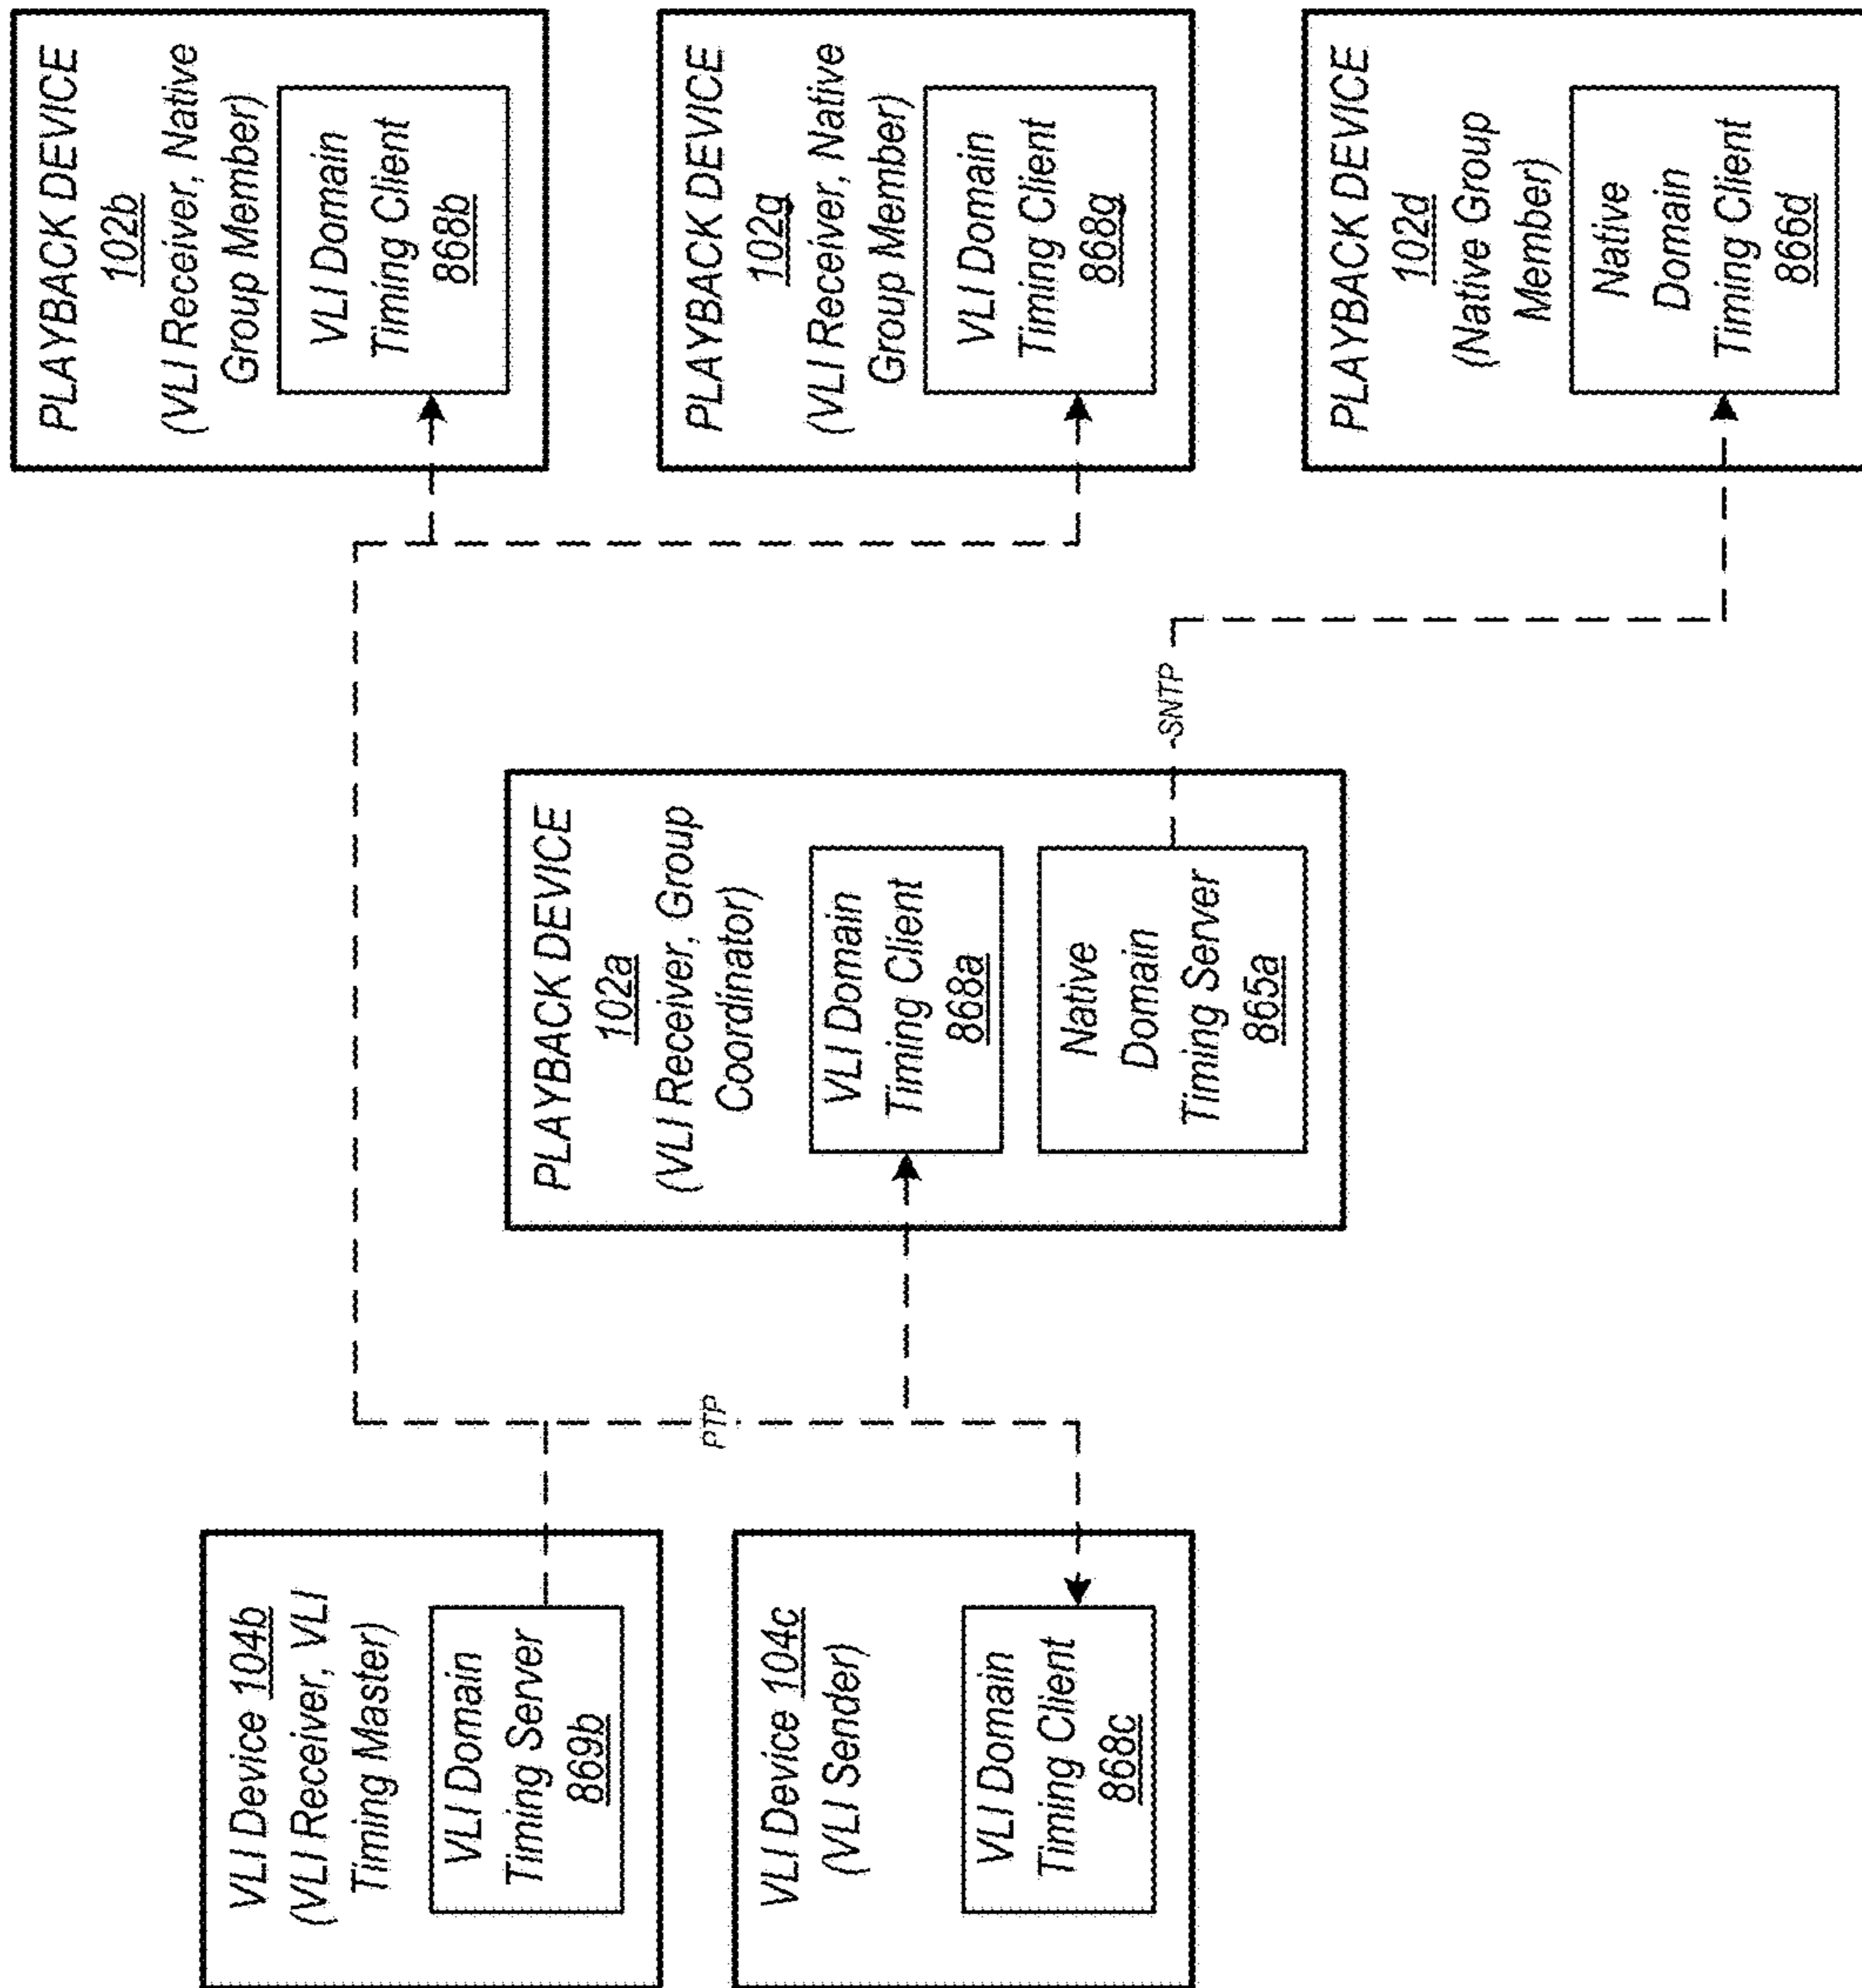 VLI Device 104b
(VLI Receiver, VLI
Timing Master)
VLI Domain
Timing Server
869b
VLI Device 104c
(VLI Sender)
VLI Domain
Timing Client
868c
PTP
PLAYBACK DEVICE
102a
(VLI Receiver, Group
Coordinator)
VLI Domain
Timing Client
868a
Native
Domain
Timing Server
865a
SNTP
PLAYBACK DEVICE
102b
(VLI Receiver, Native
Group Member)
VLI Domain
Timing Client
868b
PLAYBACK DEVICE
102g
(VLI Receiver, Native
Group Member)
VLI Domain
Timing Client
868g
PLAYBACK DEVICE
102d
(Native Group
Member)
Native
Domain
Timing Client
866d